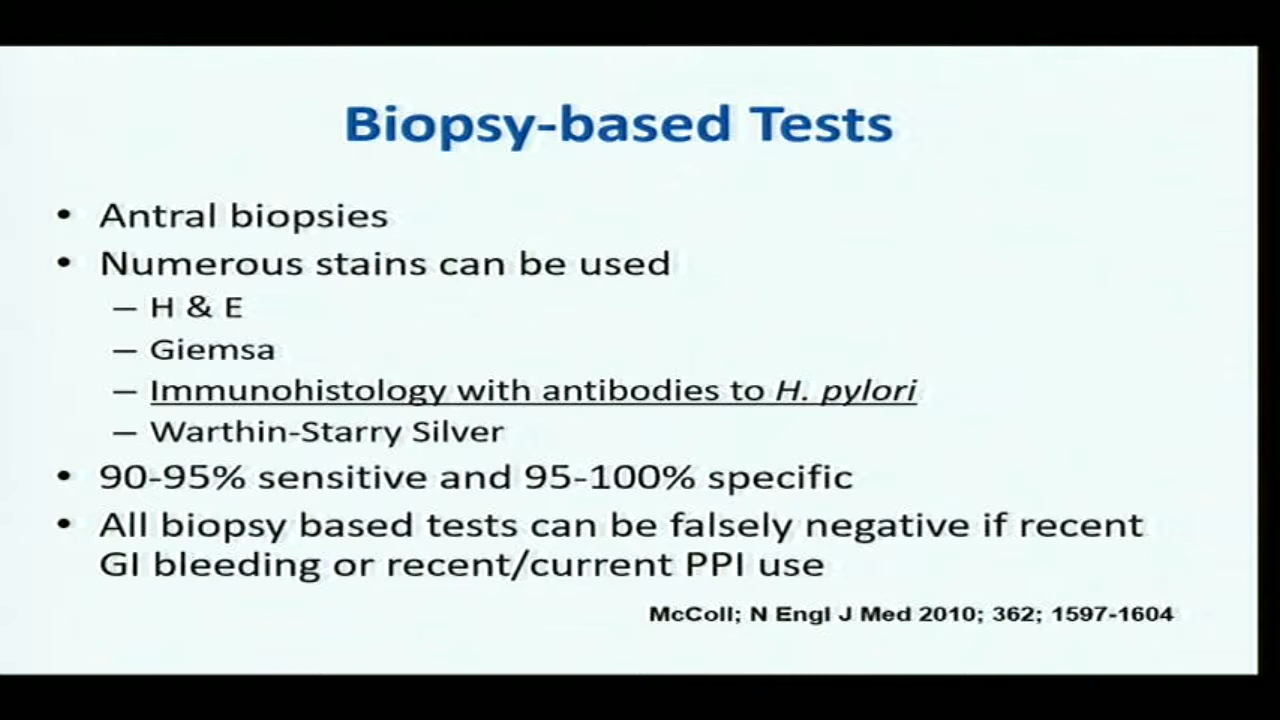 Biopsy-based Tests
• Antral biopsies
• Numerous stains can be used
– H & E
– Giemsa
– Immunohistology with antibodies to H. pylori
– Warthin-Starry Silver
• 90-95% sensitive and 95-100% specific
• All biopsy based tests can be falsely negative if recent
GI bleeding or recent/current PPI use
McColl; N Engl J Med 2010; 362; 1597-1604